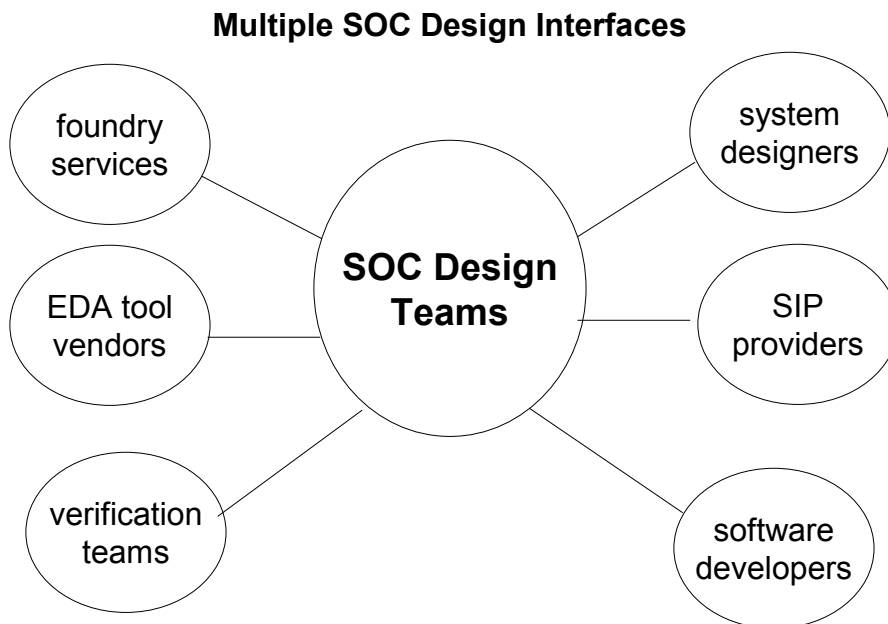 Multiple SOC Design Interfaces
foundry
services
system
designers
SOC Design
Teams
EDA tool
vendors
SIP
providers
verification
teams
software
developers